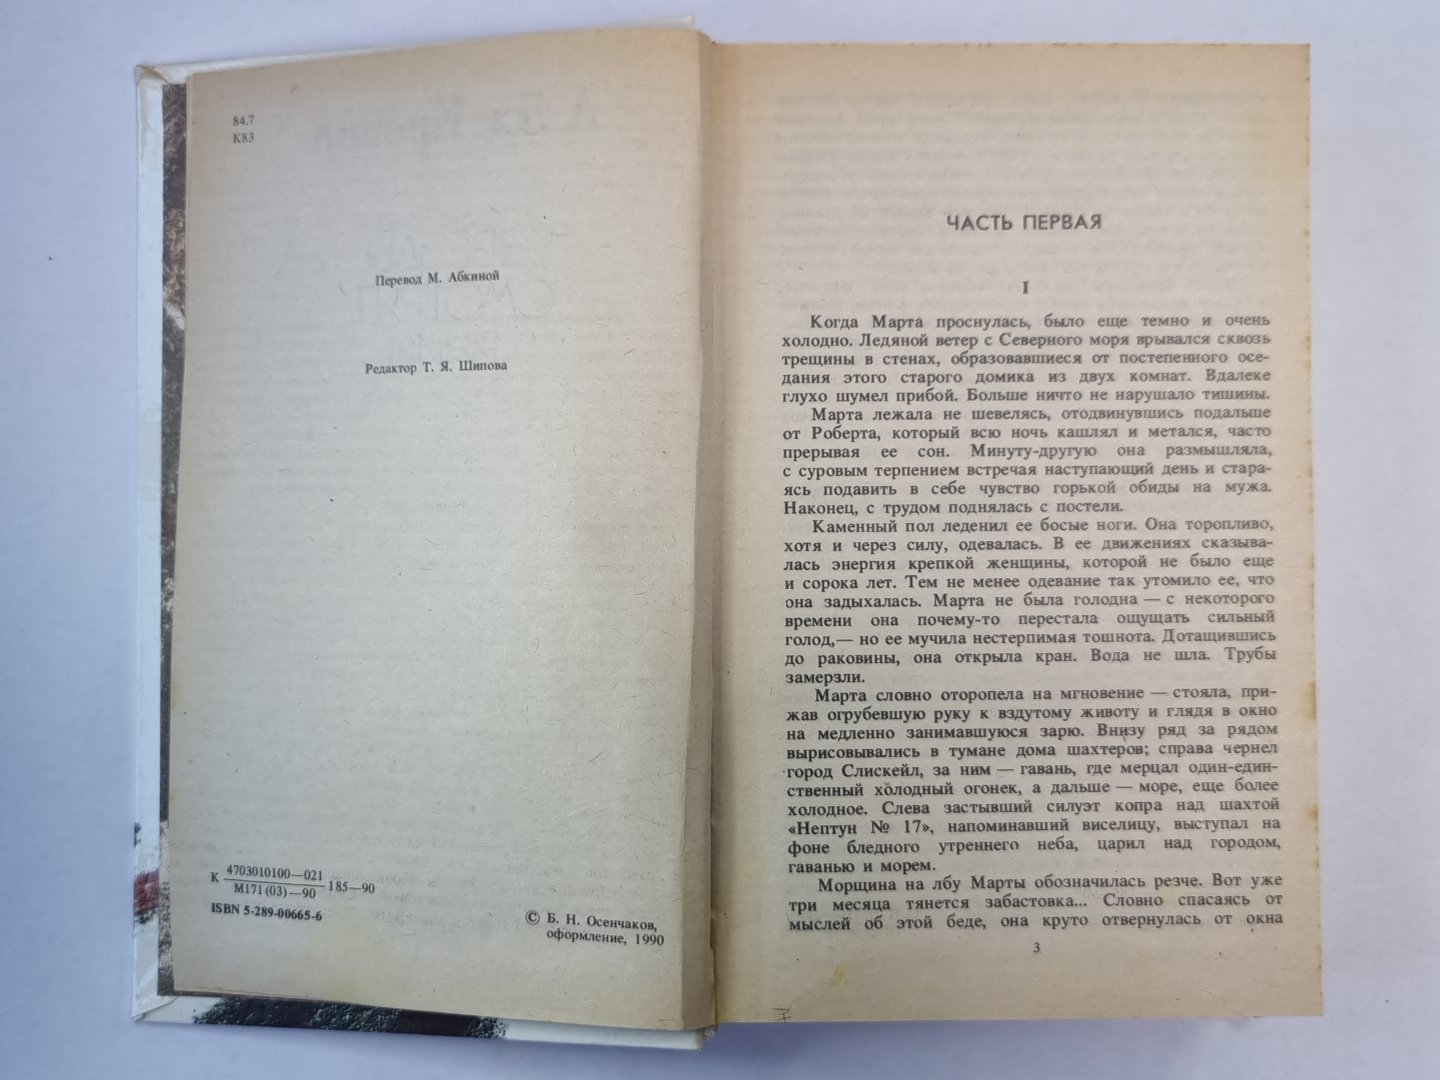 84.7
К83
Перевод М. Абкиной
Редактор Т. Я. Шипова
К 4703010100—021
М171(03)—90 185—90
ISBN 5-289-00665-6
© Б. Н. Осенчаков,
оформление, 1990
ЧАСТЬ ПЕРВАЯ
I
Когда Марта проснулась, было еще темно и очень
холодно. Ледяной ветер с Северного моря врывался сквозь
трещины в стенах, образовавшиеся от постепенного осе-
дания этого старого домика из двух комнат. Вдалеке
глухо шумел прибой. Больше ничто не нарушало тишины.
Марта лежала не шевелясь, отодвинувшись подальше
от Роберта, который всю ночь кашлял и метался, часто
прерывая ее сон. Минуту-другую она размышляла,
с суровым терпением встречая наступающий день и стара-
ясь подавить в себе чувство горькой обиды на мужа.
Наконец, с трудом поднялась с постели.
Каменный пол леденил ее босые ноги. Она торопливо,
хотя и через силу, одевалась. В ее движениях сказыва-
лась энергия крепкой женщины, которой не было еще
и сорока лет. Тем не менее одевание так утомило ее, что
она задыхалась. Марта не была голодна — с некоторого
времени она почему-то перестала ощущать сильный
голод,— но ее мучила нестерпимая тошнота. Дотащившись
до раковины, она открыла кран. Вода не шла. Трубы
замерзли.
Марта словно оторопела на мгновение — стояла, при-
жав огрубевшую руку к вздутому животу и глядя в окно
на медленно занимавшуюся зарю. Внизу ряд за рядом
вырисовывались в тумане дома шахтеров; справа чернел
город Слискейл, за ним — гавань, где мерцал один-един-
ственный холодный огонек, а дальше — море, еще более
холодное. Слева застывший силуэт копра над шахтой
«Нептун № 17», напоминавший виселицу, выступал на
фоне бледного утреннего неба, царил над городом,
гаванью и морем.
Морщина на лбу Марты обозначилась резче. Вот уже
три месяца тянется забастовка... Словно спасаясь от
мыслей об этой беде, она круто отвернулась от окна
3